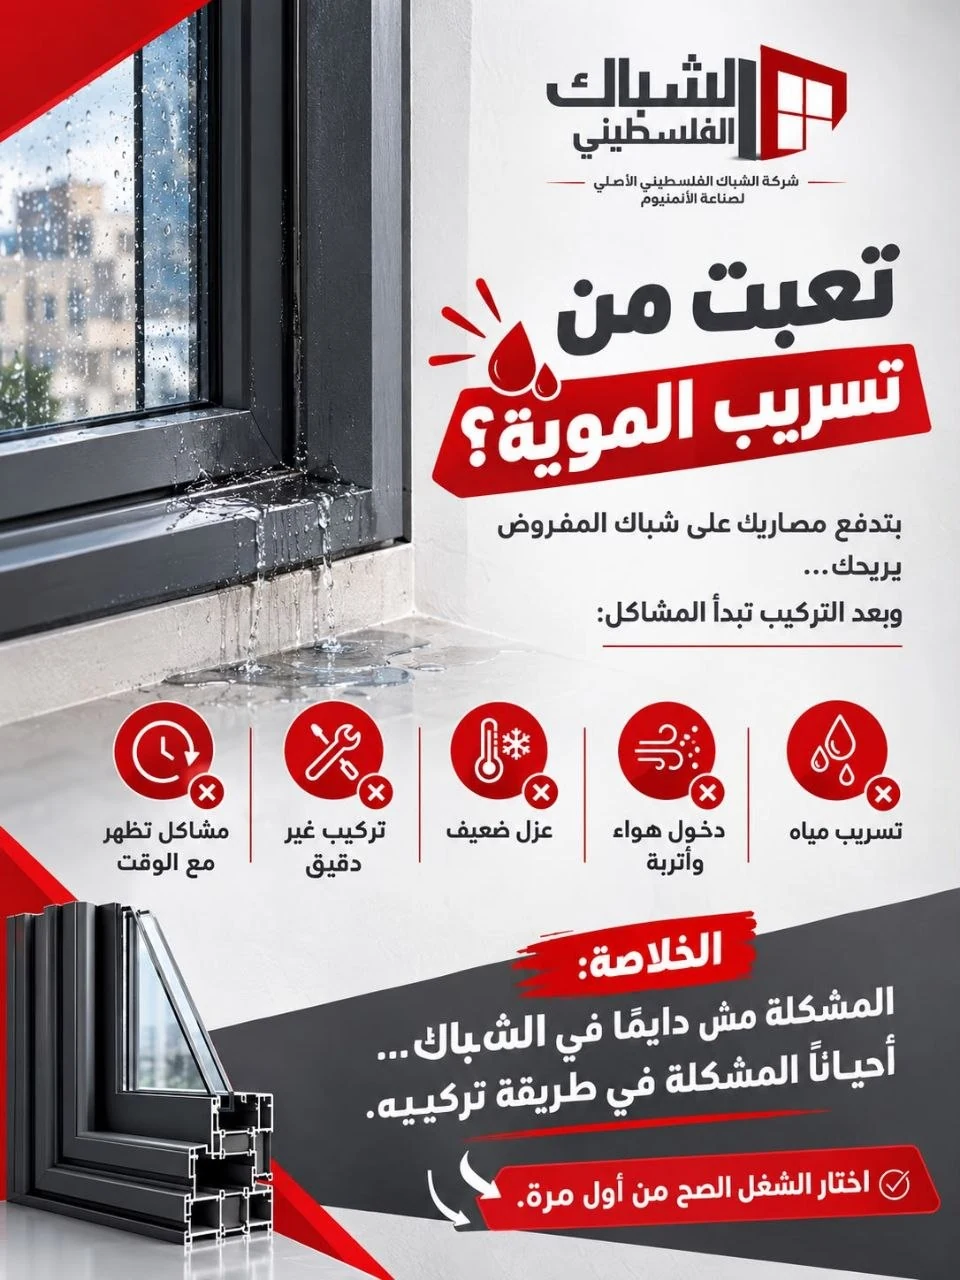 الشباك
الفلسطيني
شركة الشباك الفلسطيني الأصلي
لصناعة الأنمنيوم
تعبت من
تسريب الموية؟
بتدفع مصاريك على شباك المفروض
يريحك...
وبعد التركيب تبدأ المشاكل:
تسريب مياه
دخول هواء
وأتربة
عزل ضعيف
تركيب غير
دقيق
مشاكل تظهر
مع الوقت
الخلاصة:
المشكلة مش دايمًا في الشباك...
أحيانًا المشكلة في طريقة تركيبه.
اختار الشغل الصح من أول مرة.